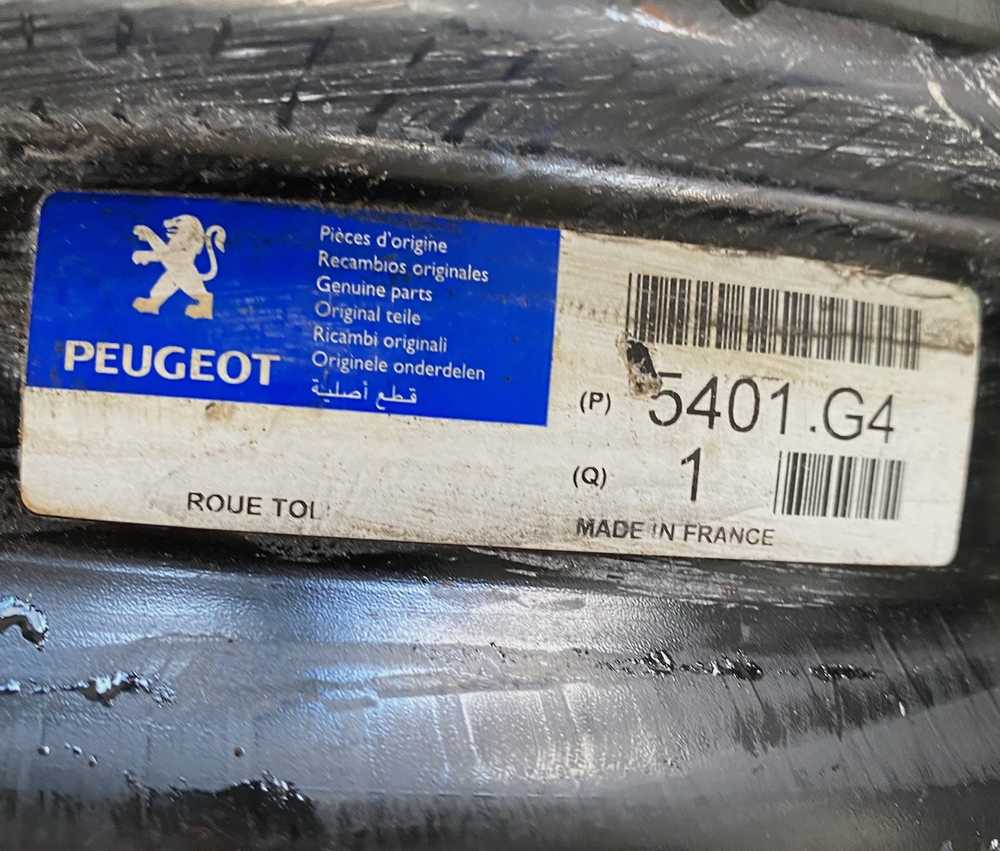 Pièces d'origine
Recambios originales
Genuine parts
Original teile
Ricambi originali
Originele onderdelen
قطع أصلية
PEUGEOT
(P) 5401.G4
(Q) 1
ROUE TOL
MADE IN FRANCE